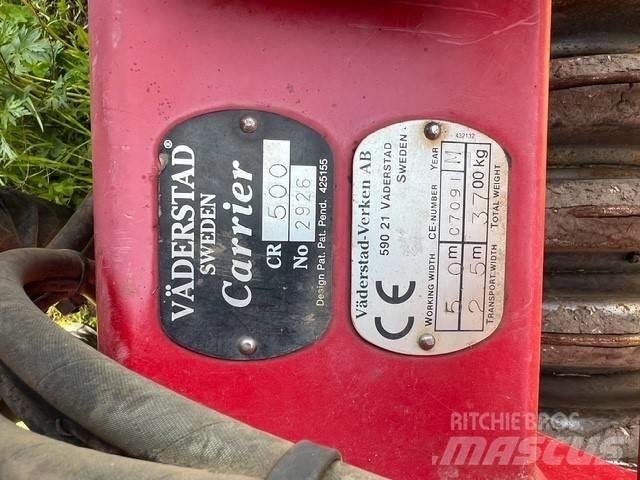 VÄDERSTAD®
SWEDEN
Carrier
CR 500
No 2926
Design Pat. Pat. Pend. 425155
432132
Väderstad-Verken AB
590 21 VÄDERSTAD
SWEDEN.
CE
WORKING WIDTH CE-NUMBER YEAR
5.0 m C7091 M
2 5 m 3700 kg
TRANSPORT WIDTH TOTAL WEIGHT
RITCHIE BROS
MASCUS